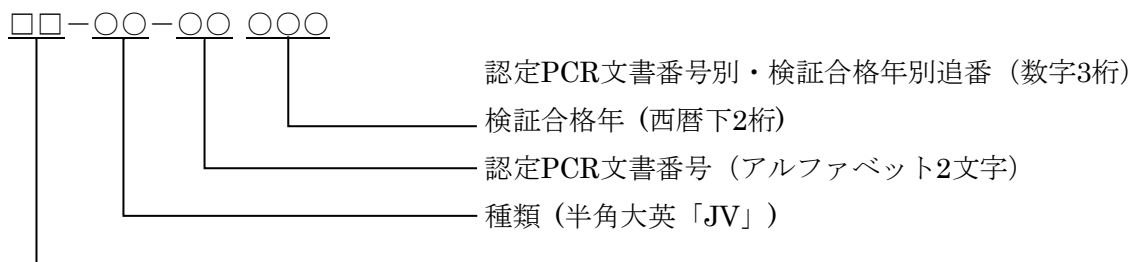 □□－○○－○○ ○○○
認定PCR文書番号別・検証合格年別追番（数字3桁）
検証合格年 (西暦下2桁)
認定PCR文書番号（アルファベット2文字）
種類 (半角大英「JV」)